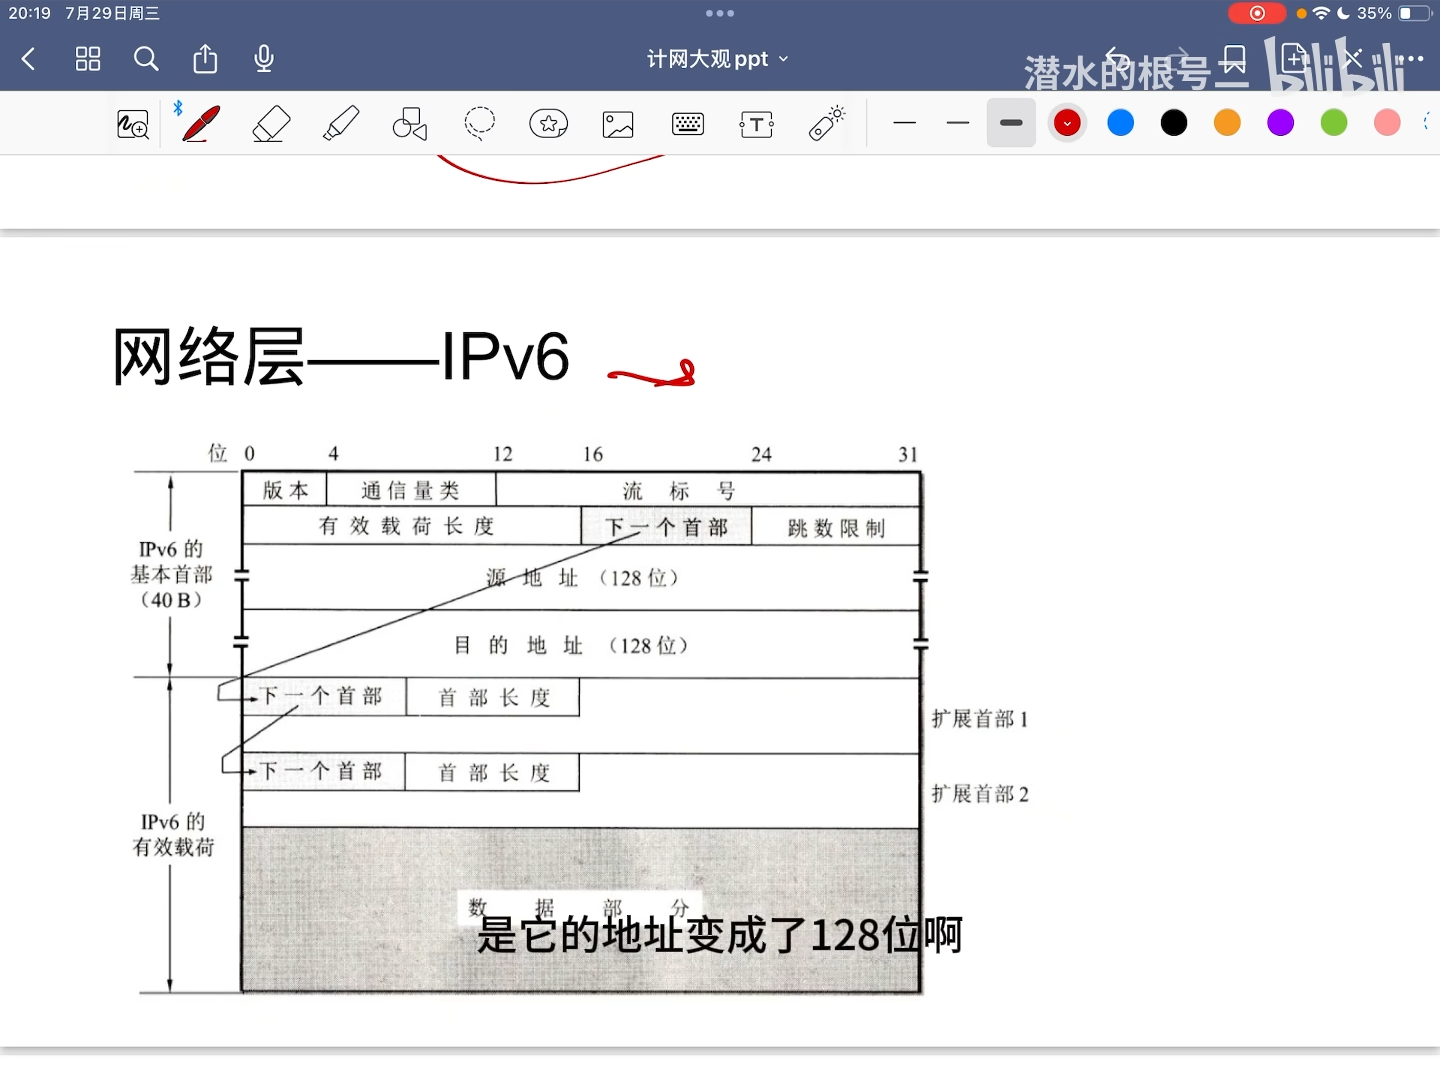 20:19 7月29日周三
35%
计网大观ppt
潜水的根号二 bilibili
T
网络层——IPv6
位 0 4 12 16 24 31
版本 通信量类 流标号
有效载荷长度 下一个首部 跳数限制
IPv6 的
基本首部
（40 B）
源地址（128 位）
目的地址（128 位）
下一个首部 首部长度
扩展首部 1
下一个首部 首部长度
扩展首部 2
IPv6 的
有效载荷
数据部分
是它的地址变成了128位啊